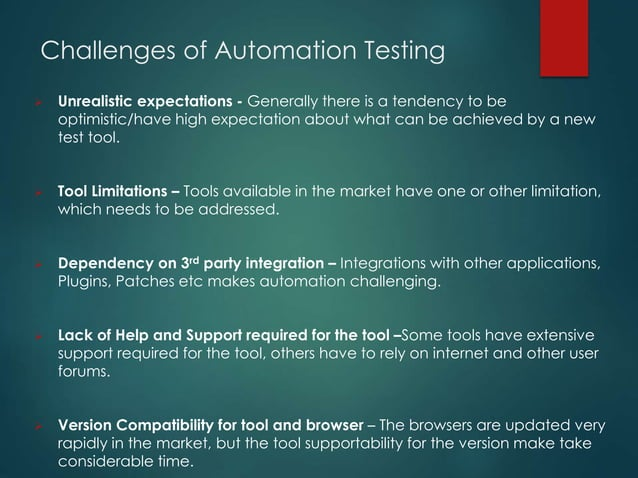 Challenges of Automation Testing
Unrealistic expectations - Generally there is a tendency to be
optimistic/have high expectation about what can be achieved by a new
test tool.
Tool Limitations – Tools available in the market have one or other limitation,
which needs to be addressed.
Dependency on 3rd party integration – Integrations with other applications,
Plugins, Patches etc makes automation challenging.
Lack of Help and Support required for the tool –Some tools have extensive
support required for the tool, others have to rely on internet and other user
forums.
Version Compatibility for tool and browser – The browsers are updated very
rapidly in the market, but the tool supportability for the version make take
considerable time.